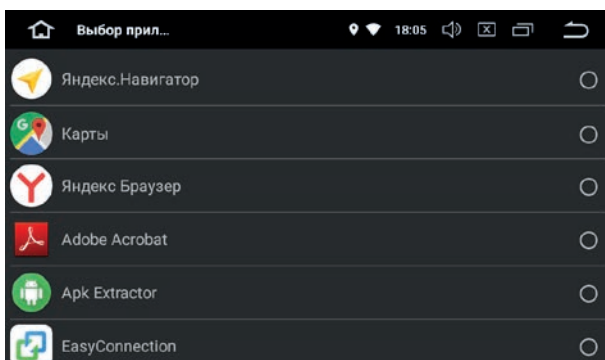 Выбор прил...
18:05
Яндекс.Навигатор
Карты
Яндекс Браузер
Adobe Acrobat
Apk Extractor
EasyConnection